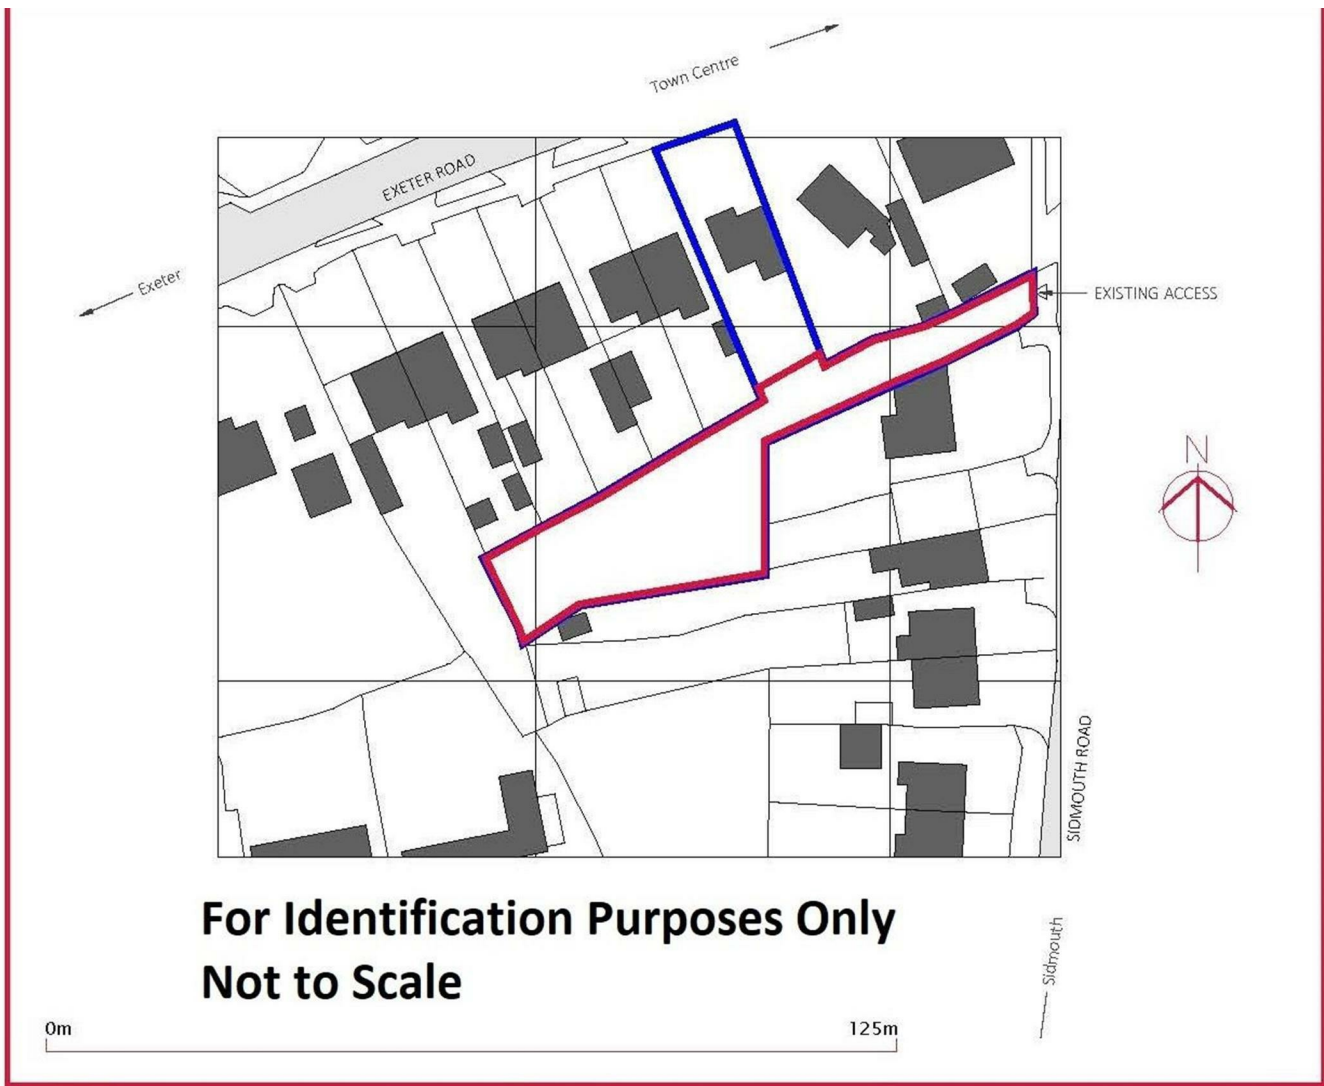 Town Centre
EXETER ROAD
Exeter
EXISTING ACCESS
N
SIDMOUTH ROAD
For Identification Purposes Only
Not to Scale
Sidmouth
0m
125m